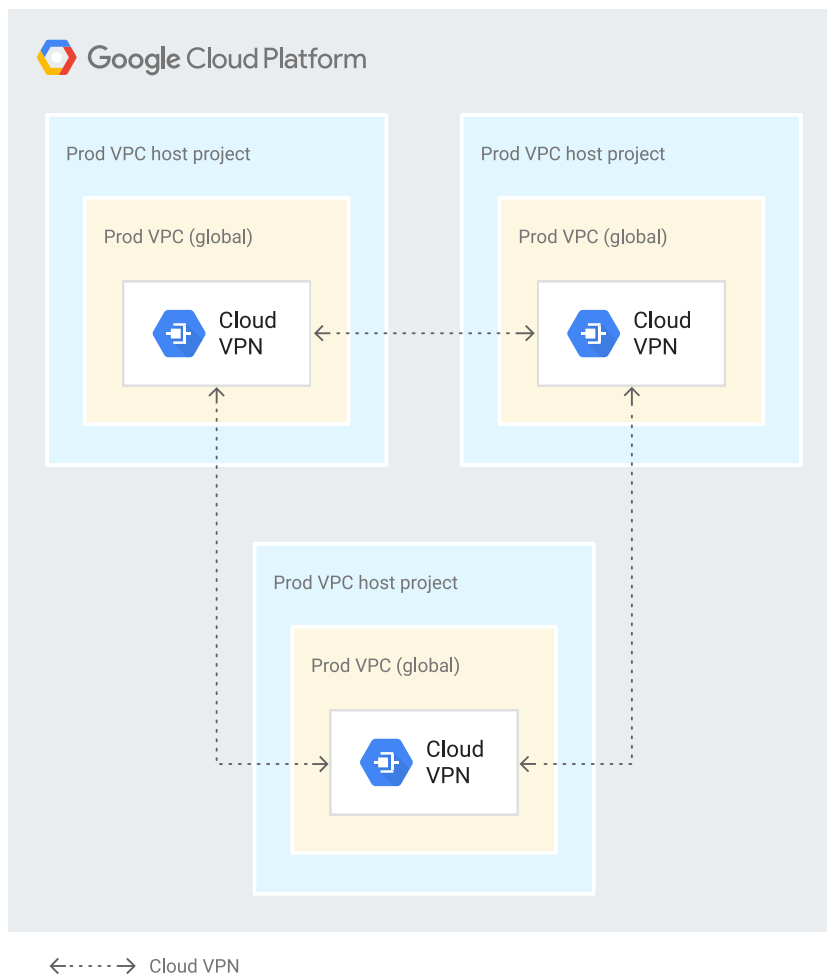 Google Cloud Platform
Prod VPC host project
Prod VPC (global)
Cloud
VPN
Prod VPC host project
Prod VPC (global)
Cloud
VPN
Prod VPC host project
Prod VPC (global)
Cloud
VPN
Cloud VPN